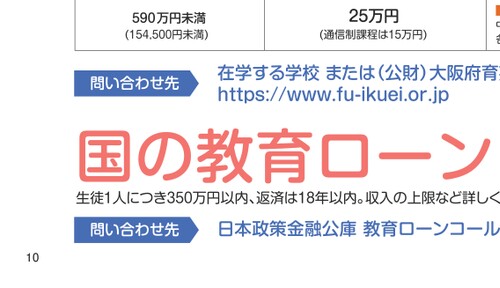 590万円未満
(154,500円未満)
25万円
(通信制課程は15万円)
問い合わせ先
在学する学校 または(公財)大阪府育
https://www.fu-ikuei.or.jp
国の教育ローン
生徒1人につき350万円以内、返済は18年以内。収入の上限など詳しく
問い合わせ先
日本政策金融公庫 教育ローンコール
10